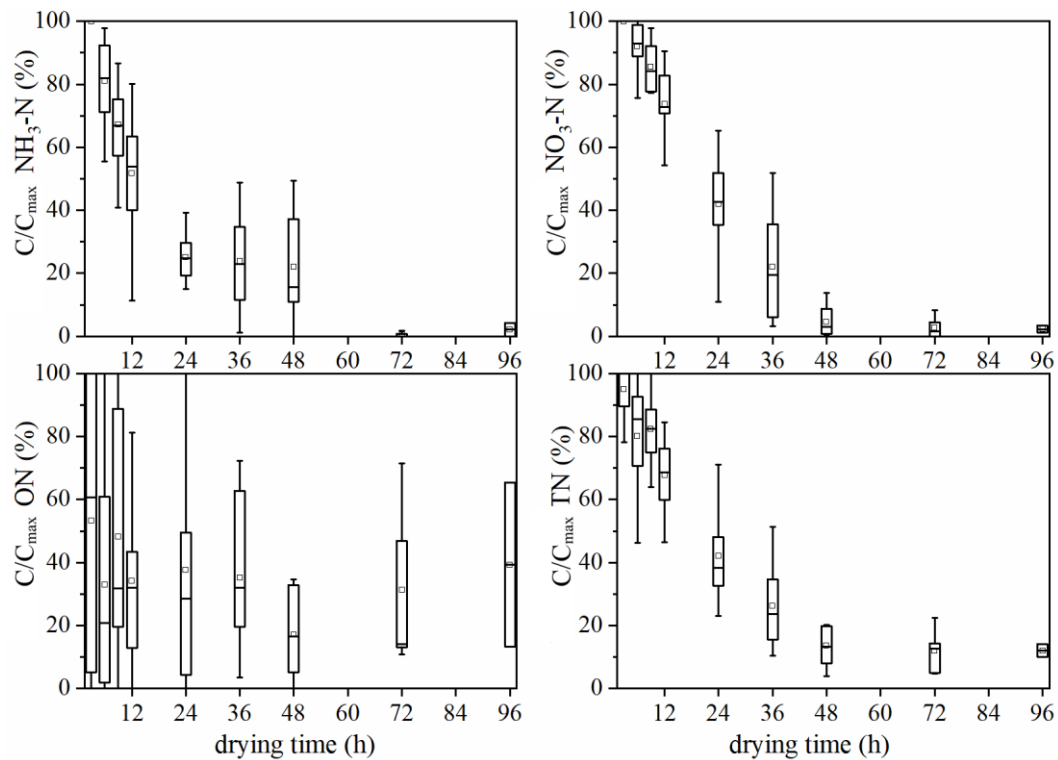 C/Cmax NH3-N (%)
100
80
60
40
20
0
12 24 36 48 60 72 84 96
C/Cmax NO3-N (%)
100
80
60
40
20
0
12 24 36 48 60 72 84 96
C/Cmax ON (%)
100
80
60
40
20
0
12 24 36 48 60 72 84 96
drying time (h)
C/Cmax TN (%)
100
80
60
40
20
0
12 24 36 48 60 72 84 96
drying time (h)